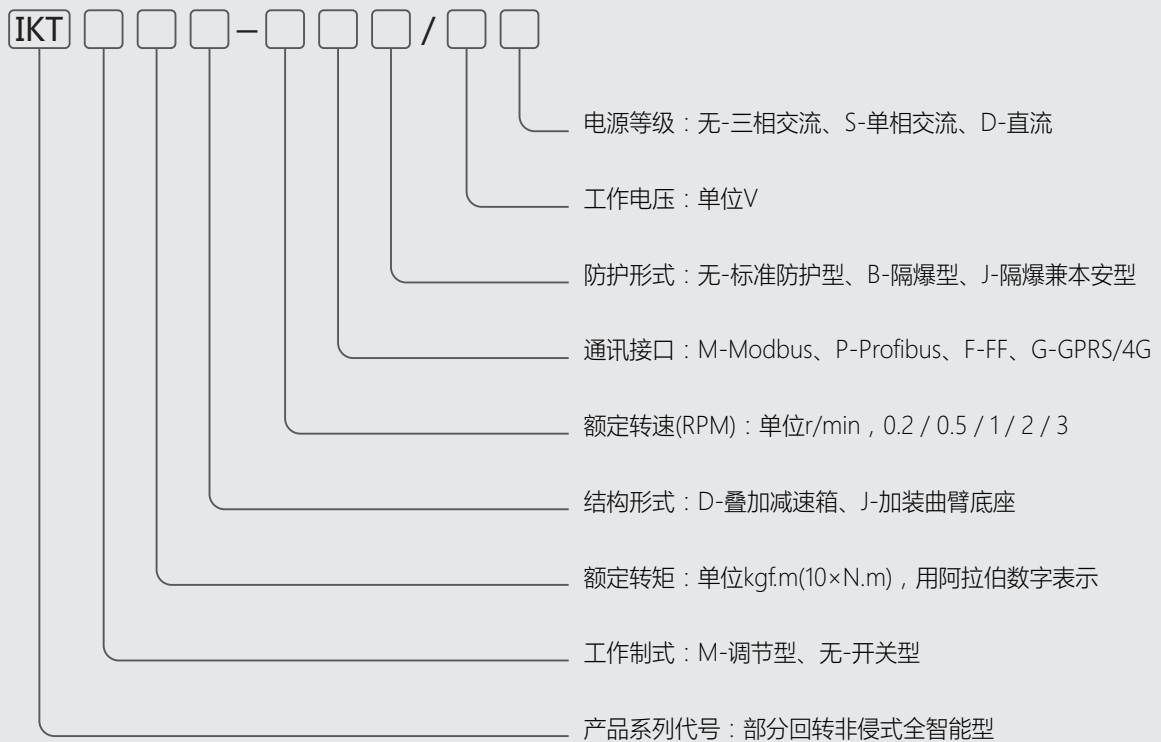 IKT – /
电源等级：无-三相交流、S-单相交流、D-直流
工作电压：单位V
防护形式：无-标准防护型、B-隔爆型、J-隔爆兼本安型
通讯接口：M-Modbus、P-Profibus、F-FF、G-GPRS/4G
额定转速(RPM)：单位r/min，0.2 / 0.5 / 1 / 2 / 3
结构形式：D-叠加减速箱、J-加装曲臂底座
额定转矩：单位kgf.m(10×N.m)，用阿拉伯数字表示
工作制式：M-调节型、无-开关型
产品系列代号：部分回转非侵式全智能型